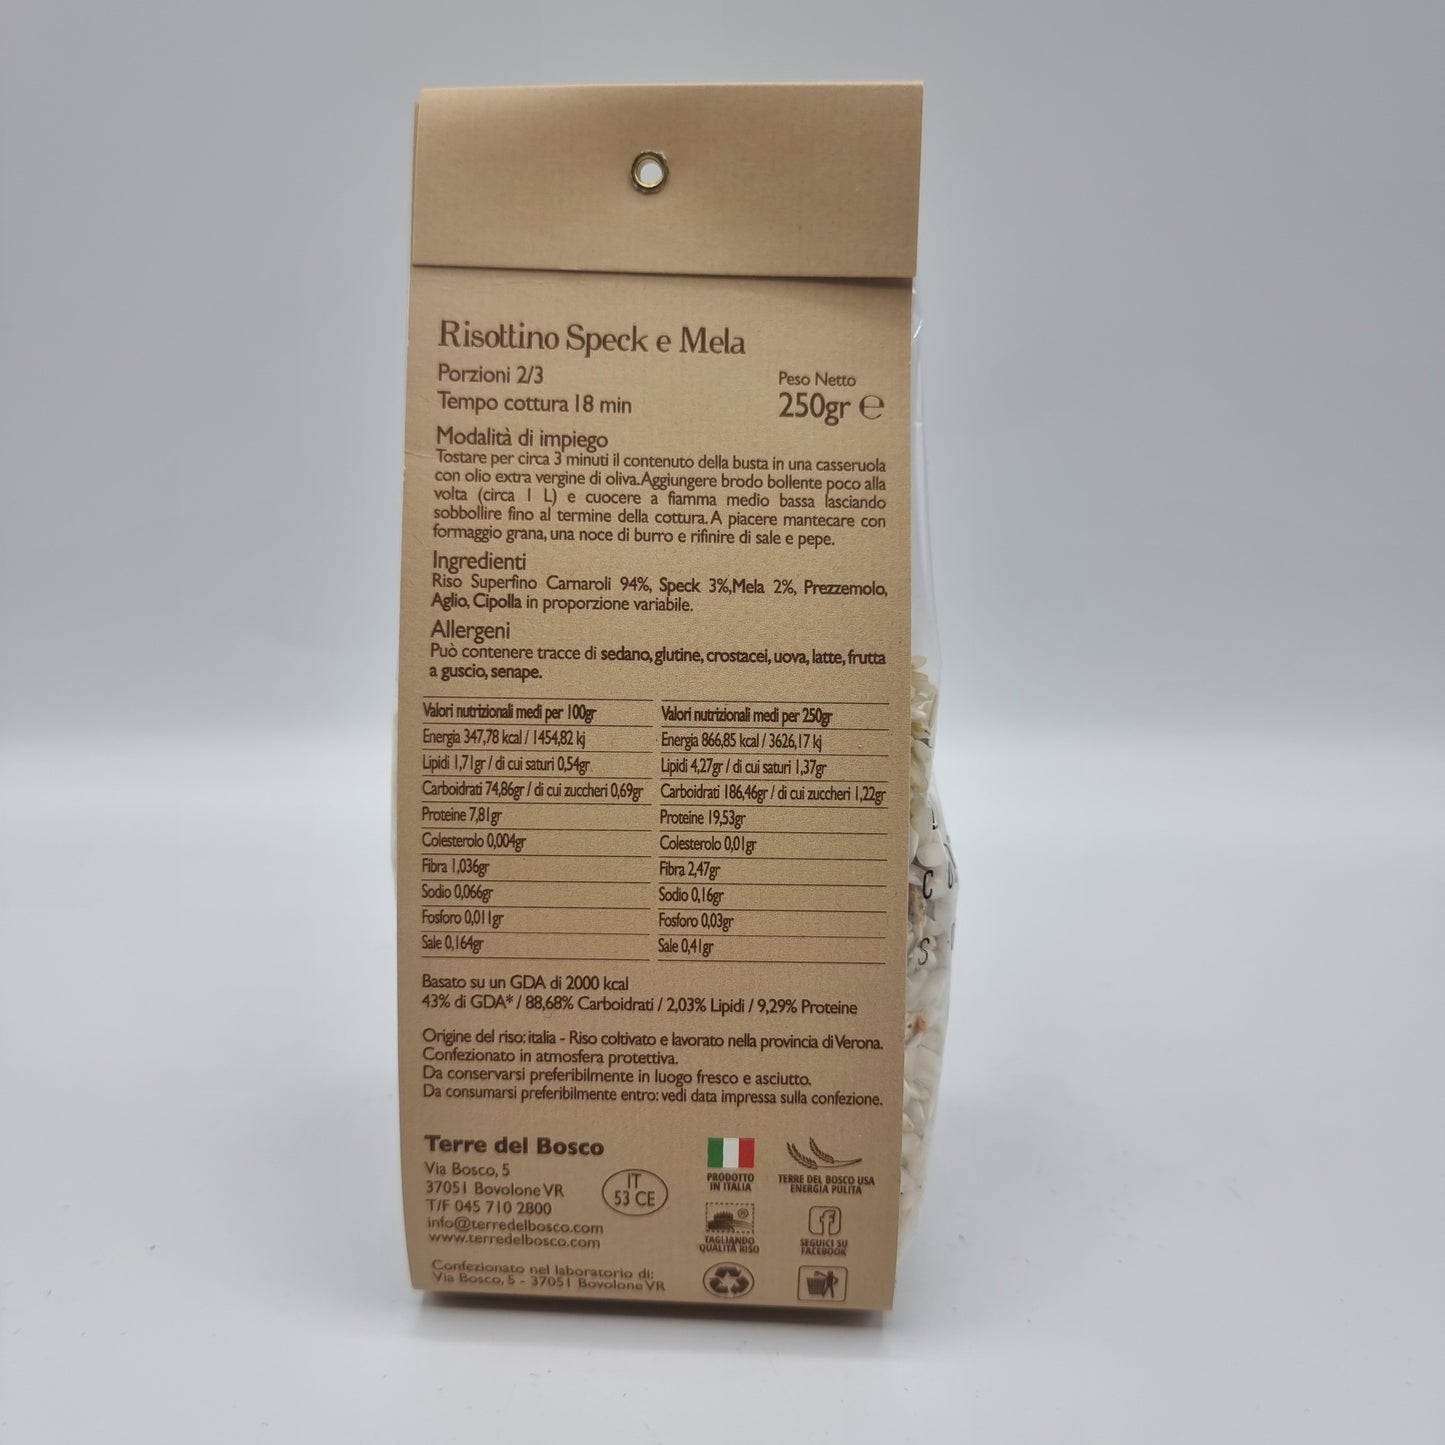 Risottino Speck e Mela
Porzioni 2/3
Tempo cottura 18 min
Peso Netto
250gr ℮
Modalità di impiego
Tostare per circa 3 minuti il contenuto della busta in una casseruola
con olio extra vergine di oliva.Aggiungere brodo bollente poco alla
volta (circa 1 L) e cuocere a fiamma medio bassa lasciando
sobbollire fino al termine della cottura. A piacere mantecare con
formaggio grana, una noce di burro e rifinire di sale e pepe.
Ingredienti
Riso Superfino Carnaroli 94%, Speck 3%,Mela 2%, Prezzemolo,
Aglio, Cipolla in proporzione variabile.
Allergeni
Può contenere tracce di sedano, glutine, crostacei, uova, latte, frutta
a guscio, senape.
Valori nutrizionali medi per 100gr
Energia 347,78 kcal / 1454,82 kj
Lipidi 1,71gr / di cui saturi 0,54gr
Carboidrati 74,86gr / di cui zuccheri 0,69gr
Proteine 7,81gr
Colesterolo 0,004gr
Fibra 1,036gr
Sodio 0,066gr
Fosforo 0,011gr
Sale 0,164gr
Valori nutrizionali medi per 250gr
Energia 866,85 kcal / 3626,17 kj
Lipidi 4,27gr / di cui saturi 1,37gr
Carboidrati 186,46gr / di cui zuccheri 1,22gr
Proteine 19,53gr
Colesterolo 0,01gr
Fibra 2,47gr
Sodio 0,16gr
Fosforo 0,03gr
Sale 0,41gr
Basato su un GDA di 2000 kcal
43% di GDA* / 88,68% Carboidrati / 2,03% Lipidi / 9,29% Proteine
Origine del riso: italia - Riso coltivato e lavorato nella provincia di Verona.
Confezionato in atmosfera protettiva.
Da conservarsi preferibilmente in luogo fresco e asciutto.
Da consumarsi preferibilmente entro: vedi data impressa sulla confezione.
Terre del Bosco
Via Bosco, 5
37051 Bovolone VR
T/F 045 710 2800
info@terredelbosco.com
www.terredelbosco.com
IT
53 CE
Confezionato nel laboratorio di:
Via Bosco, 5 - 37051 Bovolone VR
PRODOTTO
IN ITALIA
TERRE DEL BOSCO USA
ENERGIA PULITA
®
TAGLIANDO
QUALITÀ RISO
f
SEGUICI SU
FACEBOOK
C
S